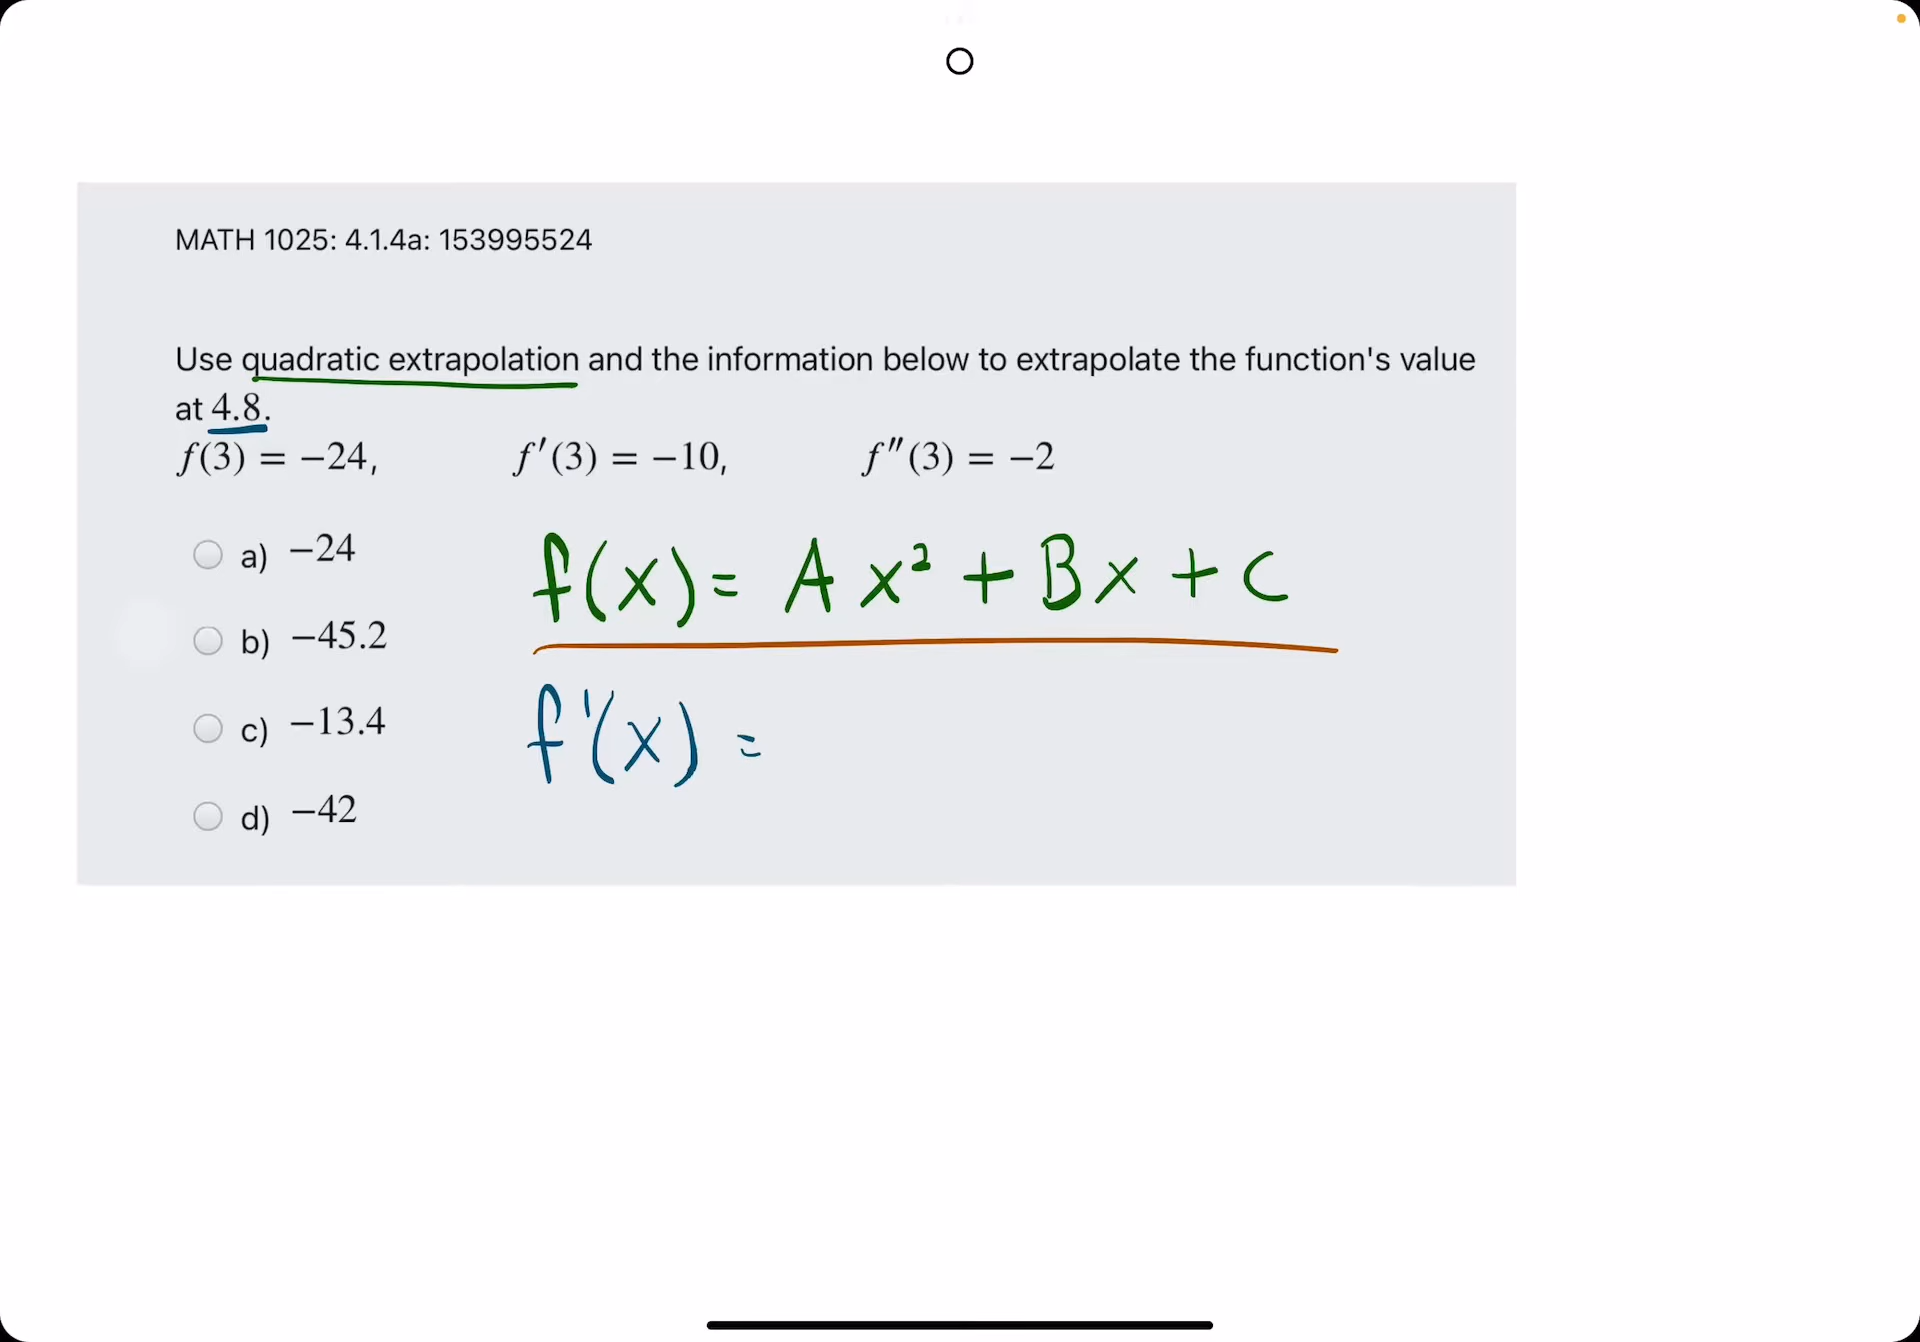 MATH 1025: 4.1.4a: 153995524
Use quadratic extrapolation and the information below to extrapolate the function's value
at 4.8.
f(3) = −24, f′(3) = −10, f″(3) = −2
a) −24
b) −45.2
c) −13.4
d) −42
f(x) = Ax² + Bx + C
f'(x) =